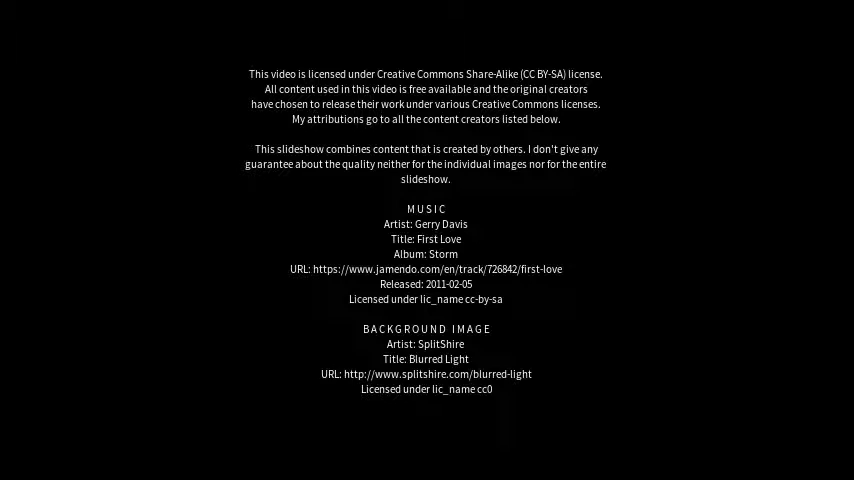 This video is licensed under Creative Commons Share-Alike (CC BY-SA) license.
All content used in this video is free available and the original creators
have chosen to release their work under various Creative Commons licenses.
My attributions go to all the content creators listed below.
This slideshow combines content that is created by others. I don't give any
guarantee about the quality neither for the individual images nor for the entire
slideshow.
MUSIC
Artist: Gerry Davis
Title: First Love
Album: Storm
URL: https://www.jamendo.com/en/track/726842/first-love
Released: 2011-02-05
Licensed under lic_name cc-by-sa
BACKGROUND IMAGE
Artist: SplitShire
Title: Blurred Light
URL: http://www.splitshire.com/blurred-light
Licensed under lic_name cc0